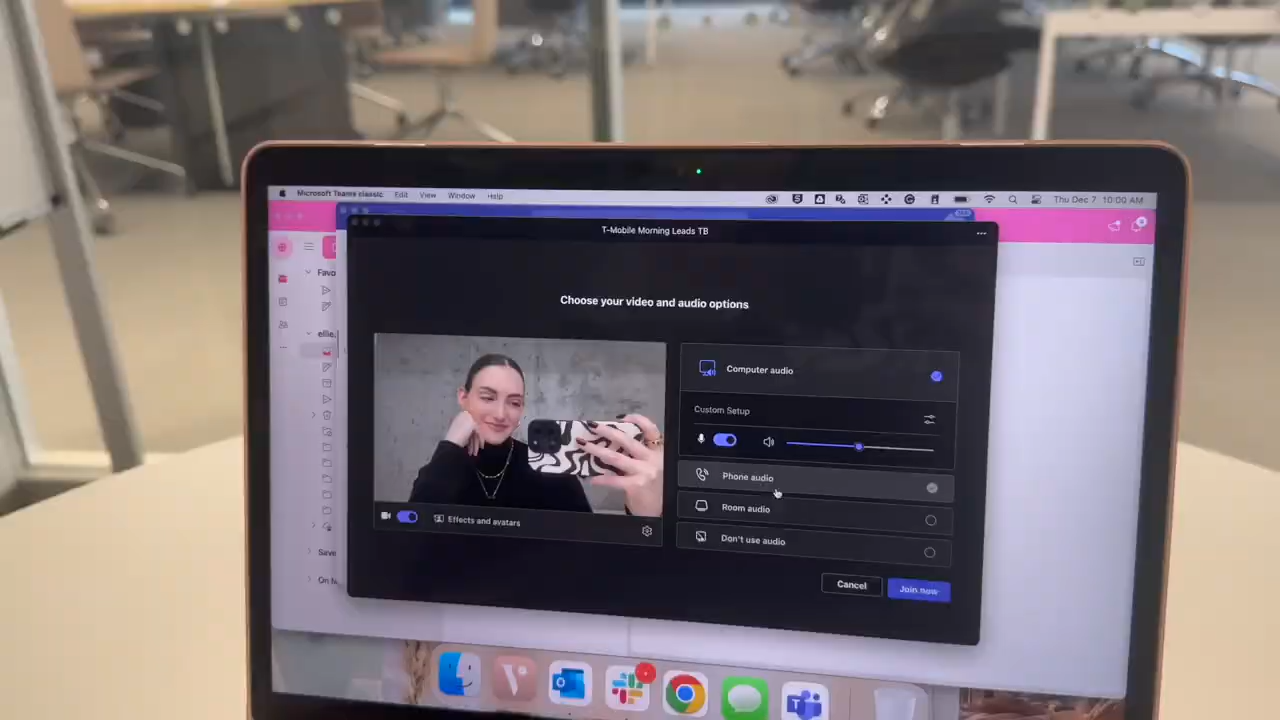 Microsoft Teams classic Edit View Window Help
Thu Dec 7 10:00 AM
T-Mobile Morning Leads TB
Favo
ellie.
Save
Choose your video and audio options
Computer audio
Custom Setup
Phone audio
Room audio
Don't use audio
Effects and avatars
Cancel
Join now